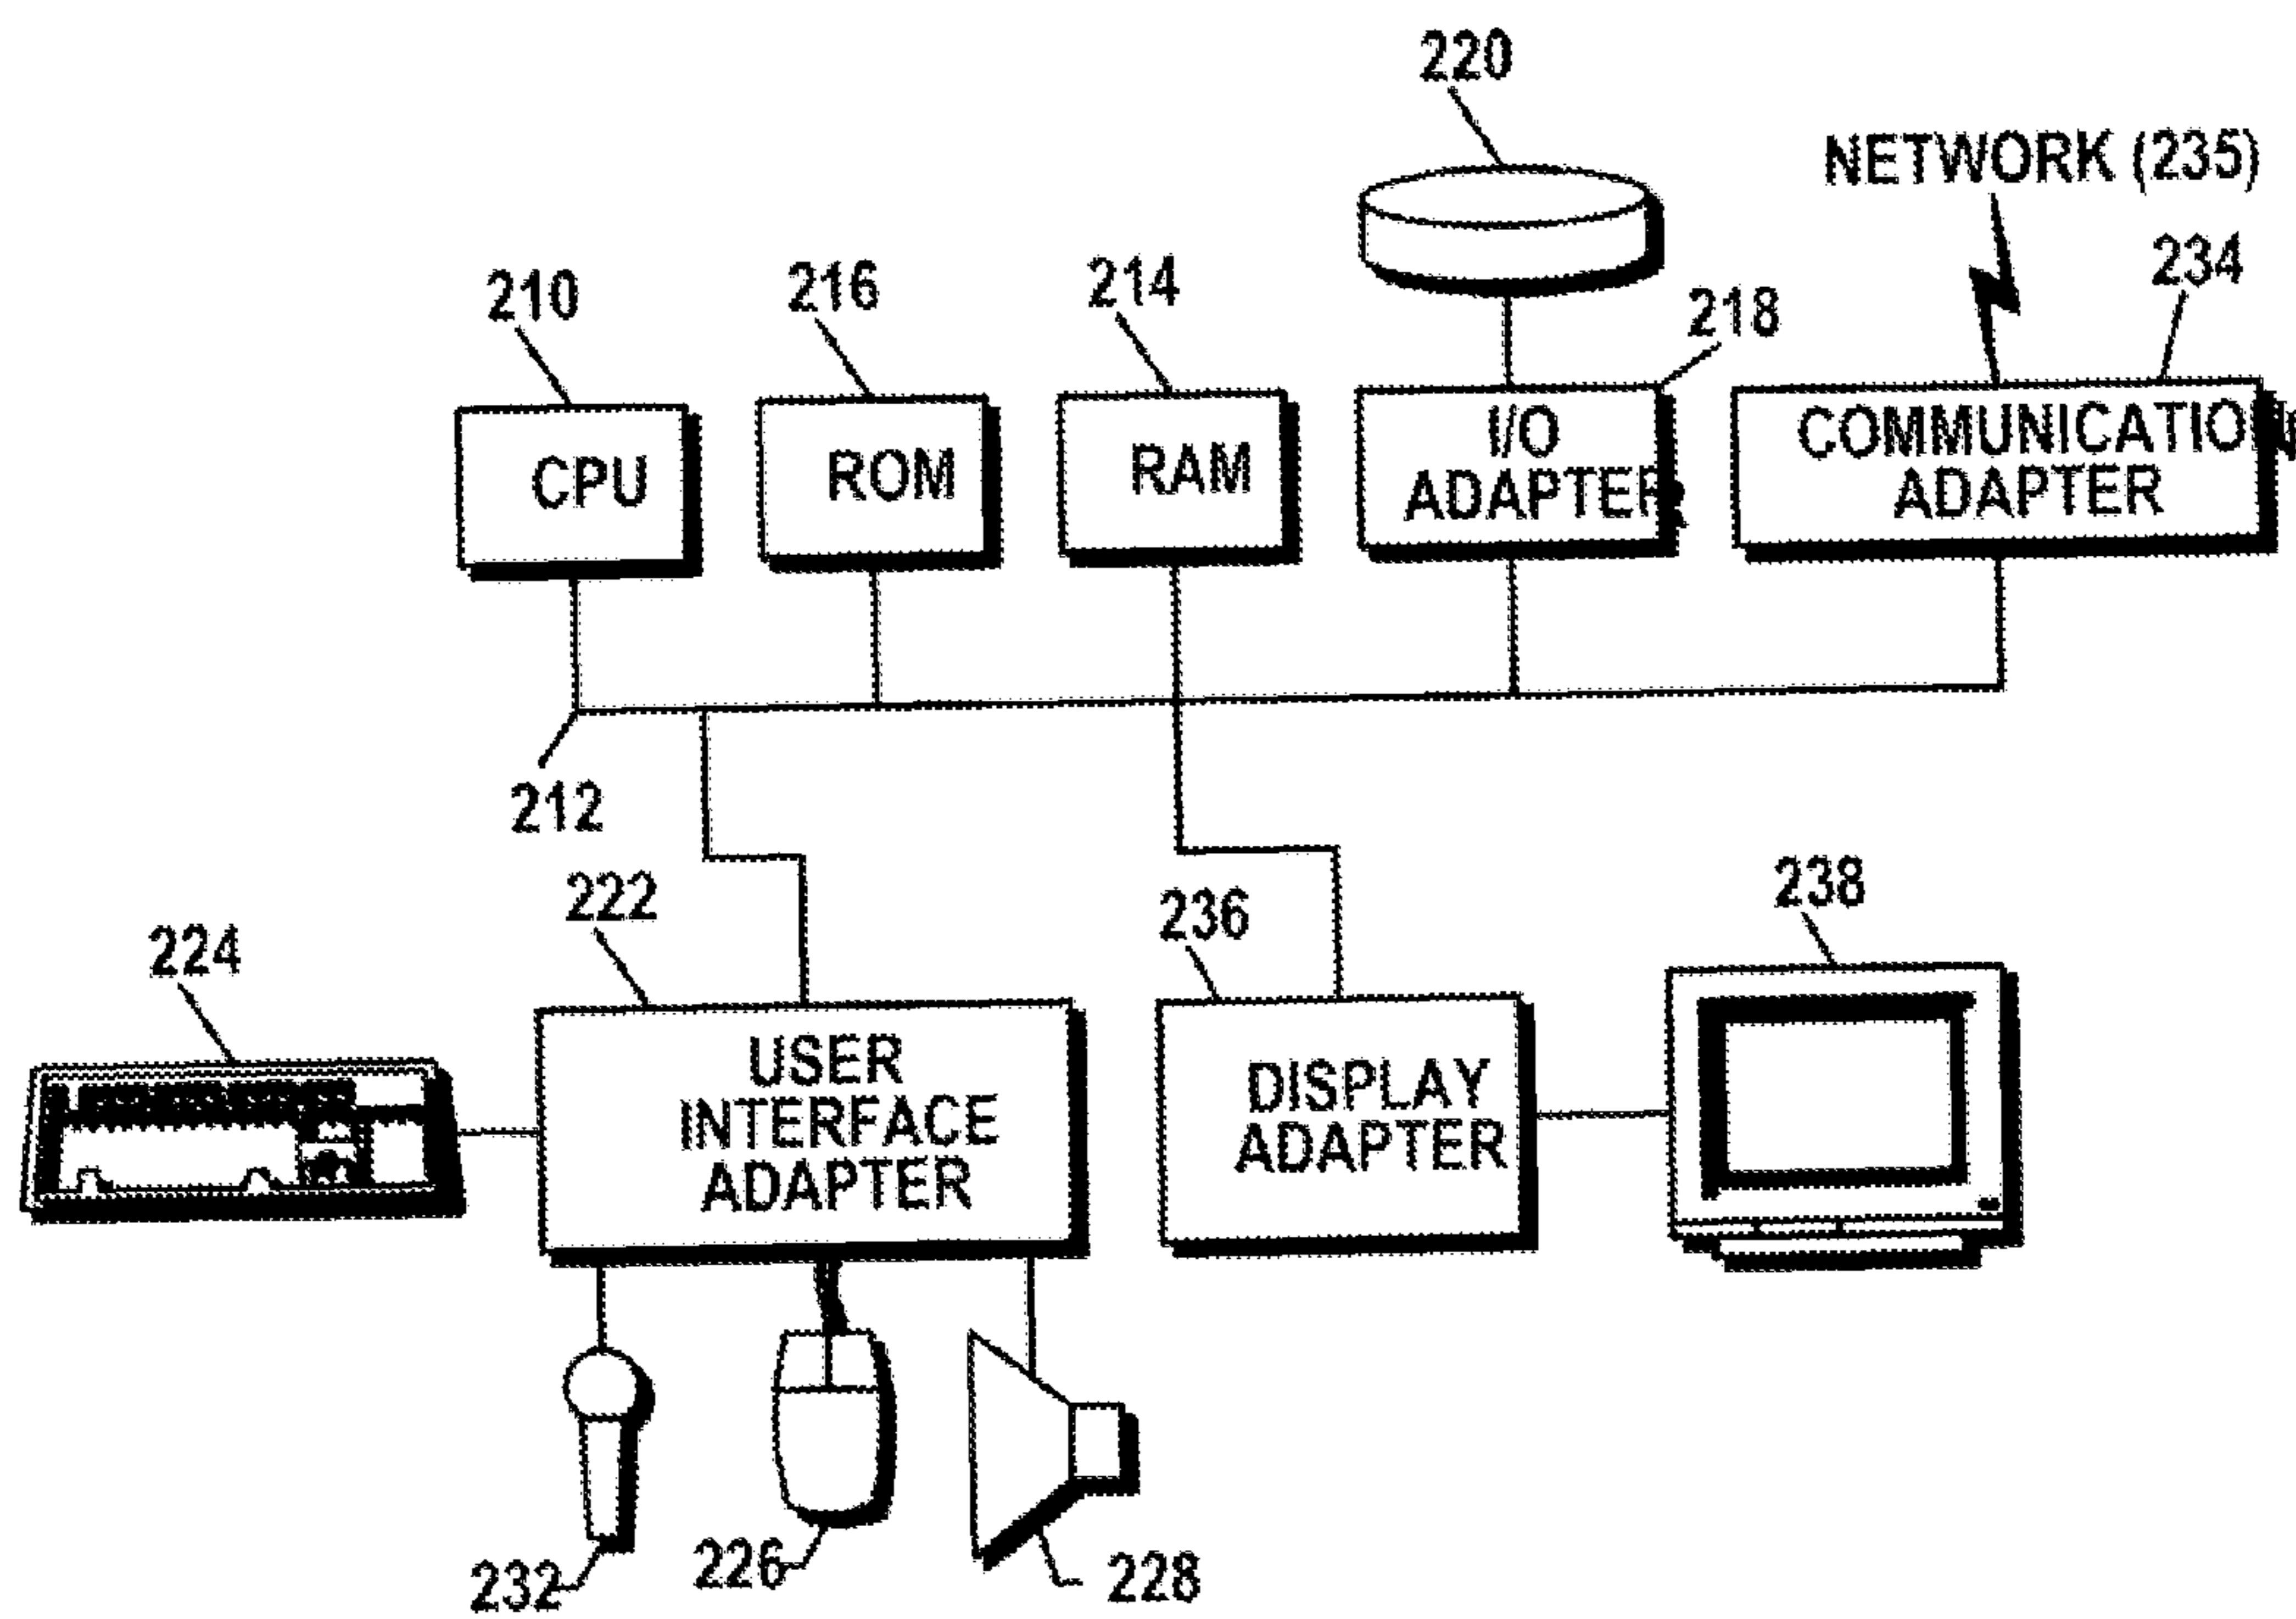 220
NETWORK (235)
210
216
214
218
234
CPU
ROM
RAM
I/O
ADAPTER
COMMUNICATION
ADAPTER
212
222
236
238
224
USER
INTERFACE
ADAPTER
DISPLAY
ADAPTER
232
226
228